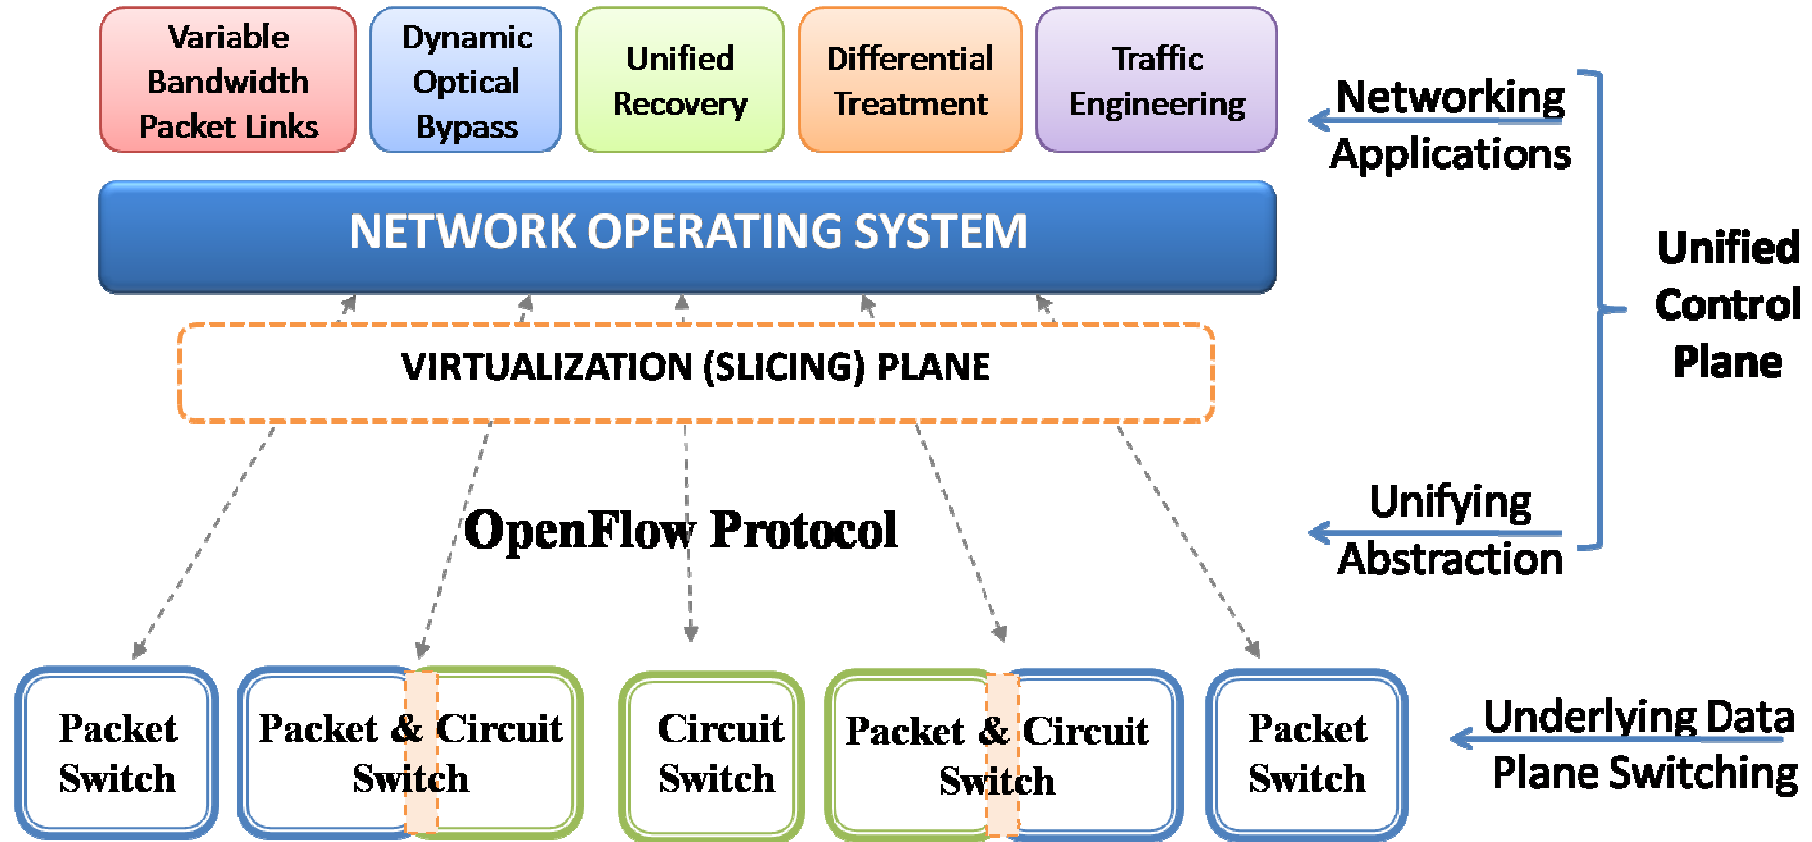 Variable
Bandwidth
Packet Links
Dynamic
Optical
Bypass
Unified
Recovery
Differential
Treatment
Traffic
Engineering
Networking
Applications
NETWORK OPERATING SYSTEM
Unified
Control
Plane
VIRTUALIZATION (SLICING) PLANE
OpenFlow Protocol
Unifying
Abstraction
Packet
Switch
Packet & Circuit
Switch
Circuit
Switch
Packet & Circuit
Switch
Packet
Switch
Underlying Data
Plane Switching